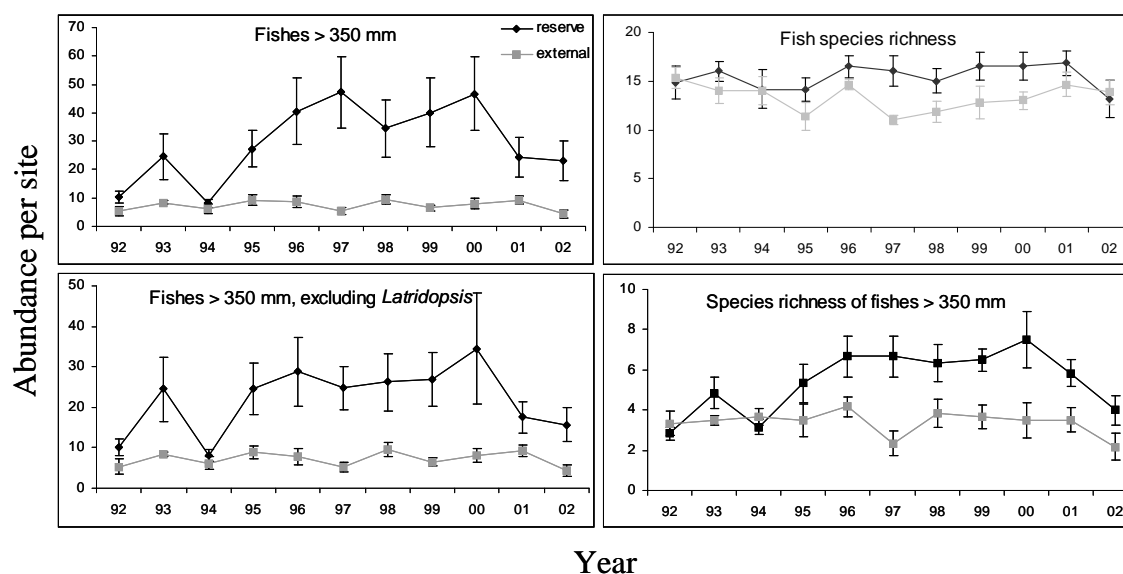 Abundance per site
Fishes > 350 mm
reserve
external
70
60
50
40
30
20
10
0
92 93 94 95 96 97 98 99 00 01 02
Fish species richness
20
15
10
5
0
92 93 94 95 96 97 98 99 00 01 02
Fishes > 350 mm, excluding Latridopsis
50
40
30
20
10
0
92 93 94 95 96 97 98 99 00 01 02
Species richness of fishes > 350 mm
10
8
6
4
2
0
92 93 94 95 96 97 98 99 00 01 02
Year